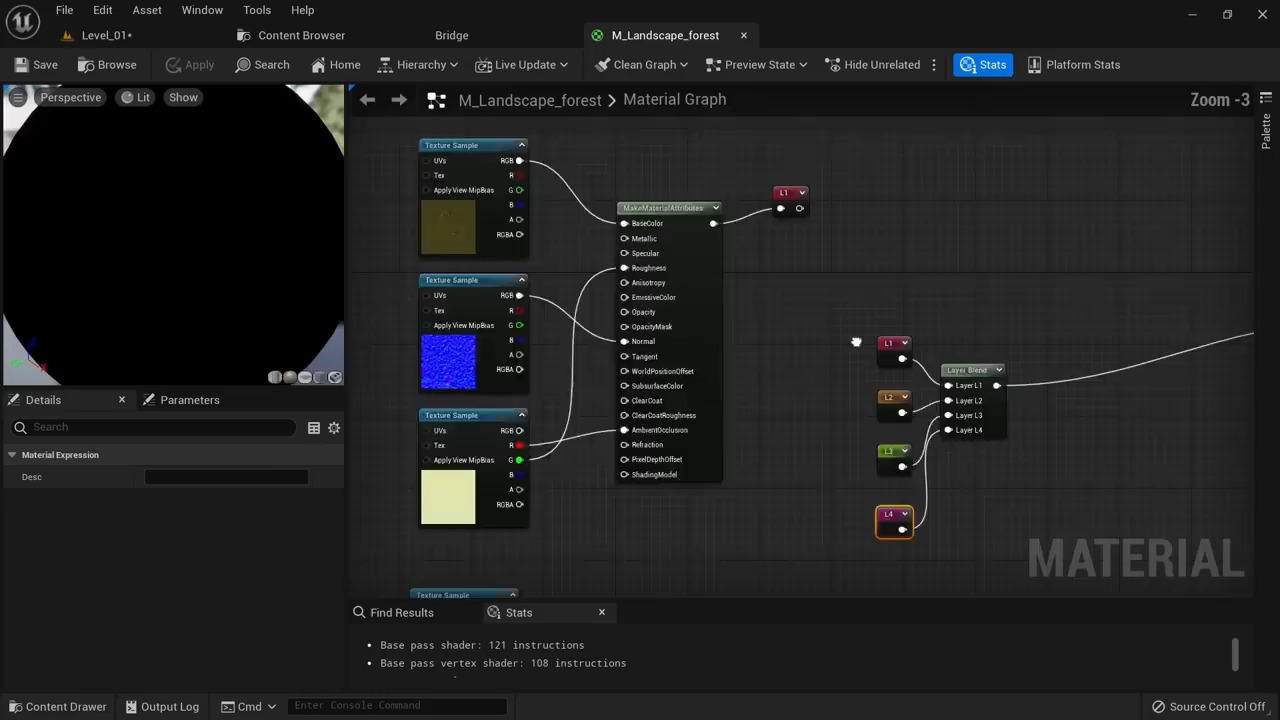 File Edit Asset Window Tools Help
Level_01* Content Browser Bridge M_Landscape_forest
Save Browse Apply Search Home Hierarchy Live Update Clean Graph Preview State Hide Unrelated Stats Platform Stats
Perspective Lit Show
M_Landscape_forest Material Graph Zoom -3
Palette
Texture Sample
UVs RGB
Tex R
Apply View MipBias G
B
A
RGBA
Texture Sample
UVs RGB
Tex R
Apply View MipBias G
B
A
RGBA
Texture Sample
UVs RGB
Tex R
Apply View MipBias G
B
A
RGBA
Texture Sample
MakeMaterialAttributes
BaseColor
Metallic
Specular
Roughness
Anisotropy
EmissiveColor
Opacity
OpacityMask
Normal
Tangent
WorldPositionOffset
SubsurfaceColor
ClearCoat
ClearCoatRoughness
AmbientOcclusion
Refraction
PixelDepthOffset
ShadingModel
L1
L1
L2
L3
L4
Layer Blend
Layer L1
Layer L2
Layer L3
Layer L4
MATERIAL
Details Parameters
Search
Material Expression
Desc
Find Results Stats
Base pass shader: 121 instructions
Base pass vertex shader: 108 instructions
Content Drawer Output Log Cmd Enter Console Command Source Control Off